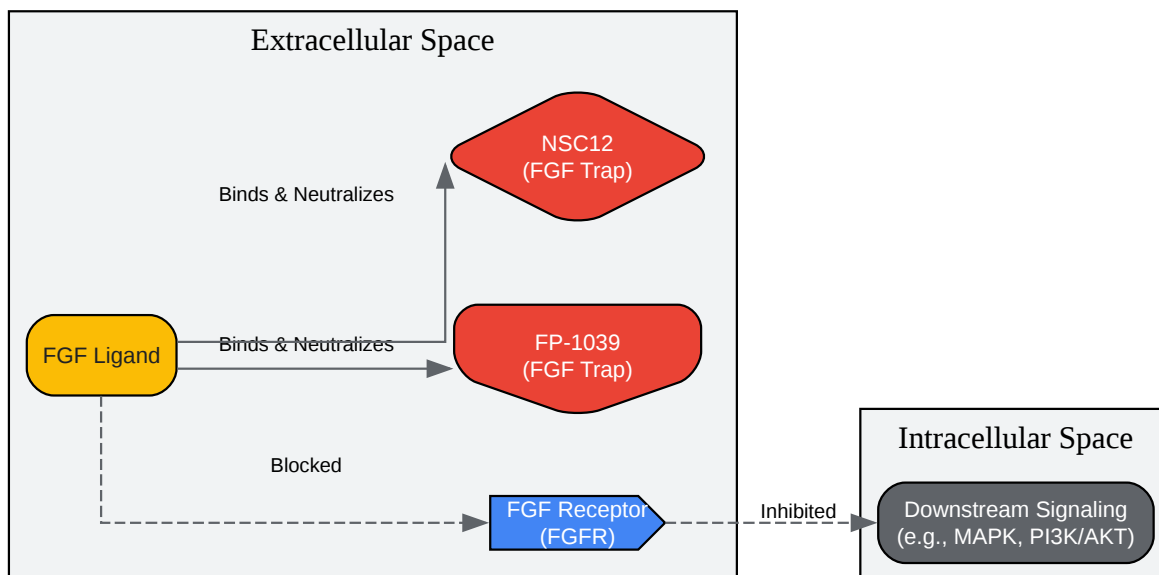 Extracellular Space
NSC12
(FGF Trap)
Binds & Neutralizes
FGF Ligand
Binds & Neutralizes
FP-1039
(FGF Trap)
Blocked
FGF Receptor
(FGFR)
Inhibited
Intracellular Space
Downstream Signaling
(e.g., MAPK, PI3K/AKT)